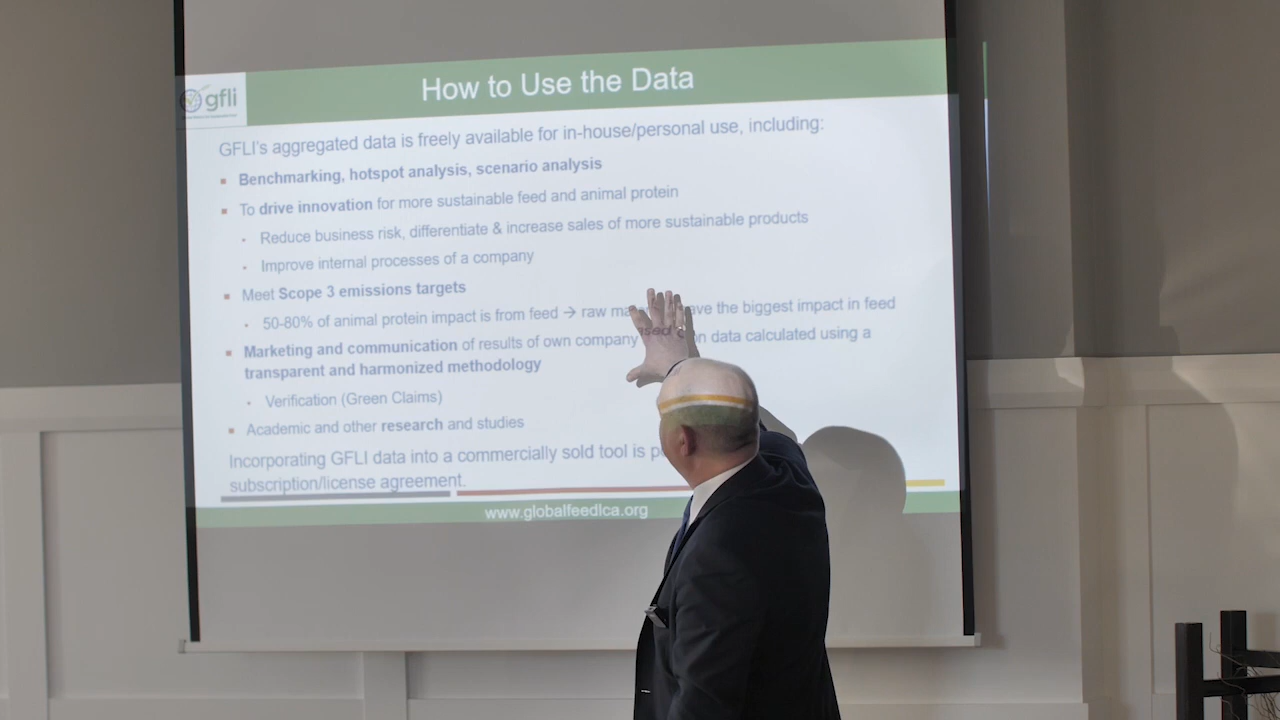 How to Use the Data
gfli
GFLI's aggregated data is freely available for in-house/personal use, including:
Benchmarking, hotspot analysis, scenario analysis
To drive innovation for more sustainable feed and animal protein
Reduce business risk, differentiate & increase sales of more sustainable products
Improve internal processes of a company
Meet Scope 3 emissions targets
50-80% of animal protein impact is from feed → raw ma ave the biggest impact in feed
Marketing and communication of results of own company data calculated using a
transparent and harmonized methodology
Verification (Green Claims)
Academic and other research and studies
Incorporating GFLI data into a commercially sold tool is p
subscription/license agreement.
www.globalfeedlca.org